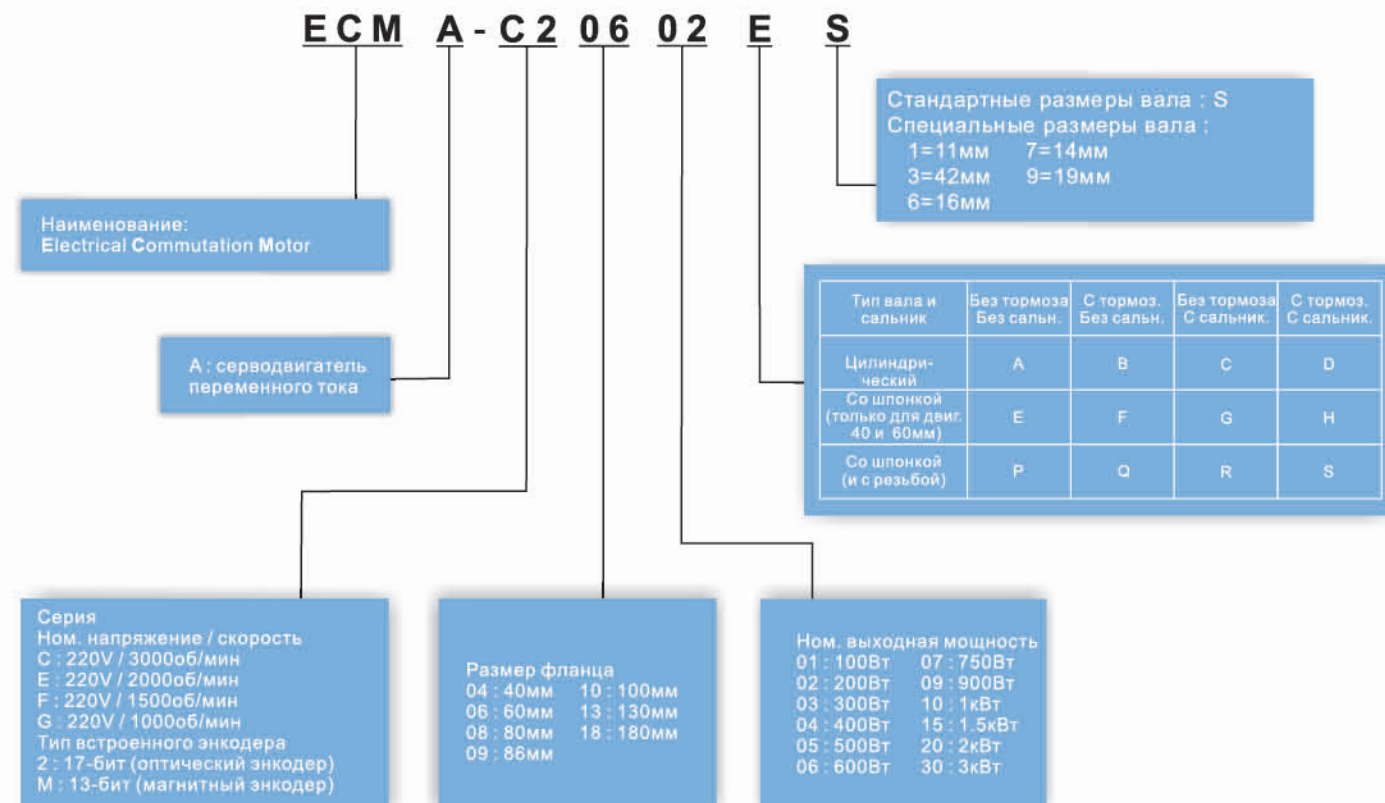 ECM A-C2 06 02 E S
Стандартные размеры вала : S
Специальные размеры вала :
1=11мм 7=14мм
3=42мм 9=19мм
6=16мм
Наименование:
Electrical Commutation Motor
Тип вала и сальник Без тормоза Без сальн. С тормоз. Без сальн. Без тормоза С сальник. С тормоз. С сальник.
Цилиндри-ческий A B C D
Со шпонкой (только для двиг. 40 и 60мм) E F G H
Со шпонкой (и с резьбой) P Q R S
A : серводвигатель
переменного тока
Серия
Ном. напряжение / скорость
C : 220V / 3000об/мин
E : 220V / 2000об/мин
F : 220V / 1500об/мин
G : 220V / 1000об/мин
Тип встроенного энкодера
2 : 17-бит (оптический энкодер)
M : 13-бит (магнитный энкодер)
Размер фланца
04 : 40мм 10 : 100мм
06 : 60мм 13 : 130мм
08 : 80мм 18 : 180мм
09 : 86мм
Ном. выходная мощность
01 : 100Вт 07 : 750Вт
02 : 200Вт 09 : 900Вт
03 : 300Вт 10 : 1кВт
04 : 400Вт 15 : 1.5кВт
05 : 500Вт 20 : 2кВт
06 : 600Вт 30 : 3кВт